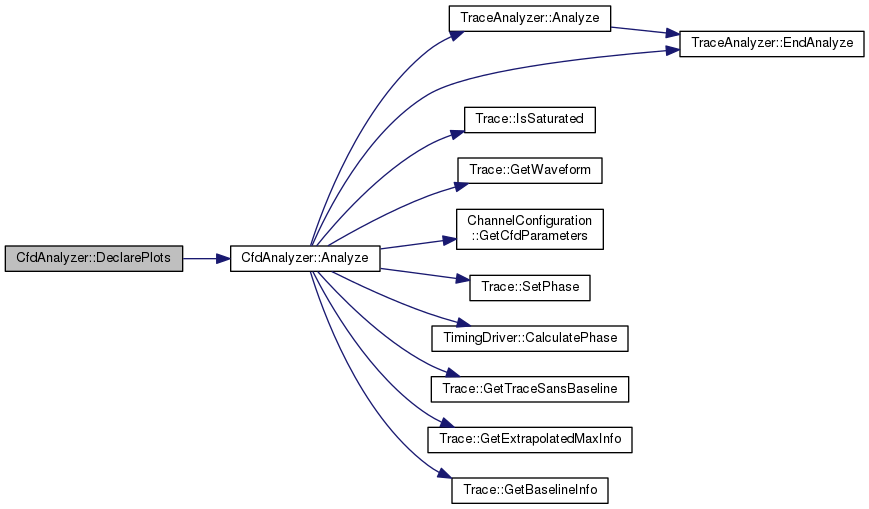 TraceAnalyzer::Analyze
TraceAnalyzer::EndAnalyze
Trace::IsSaturated
Trace::GetWaveform
ChannelConfiguration
::GetCfdParameters
CfdAnalyzer::DeclarePlots
CfdAnalyzer::Analyze
Trace::SetPhase
TimingDriver::CalculatePhase
Trace::GetTraceSansBaseline
Trace::GetExtrapolatedMaxInfo
Trace::GetBaselineInfo